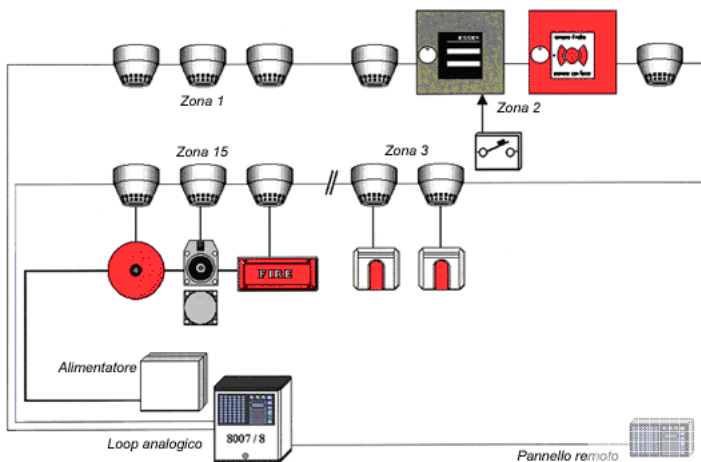 ESSER
Zona 1
Zona 2
Zona 15
Zona 3
FIRE
Alimentatore
Loop analogico
8007 / 8
Pannello remoto